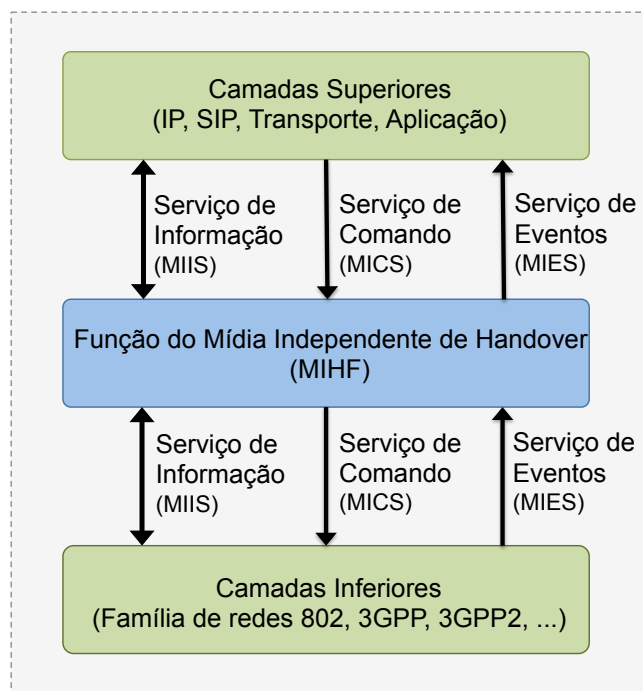 Camadas Superiores
(IP, SIP, Transporte, Aplicação)
Serviço de
Informação
(MIIS)
Serviço de
Comando
(MICS)
Serviço de
Eventos
(MIES)
Função do Mídia Independente de Handover
(MIHF)
Serviço de
Informação
(MIIS)
Serviço de
Comando
(MICS)
Serviço de
Eventos
(MIES)
Camadas Inferiores
(Família de redes 802, 3GPP, 3GPP2, ...)